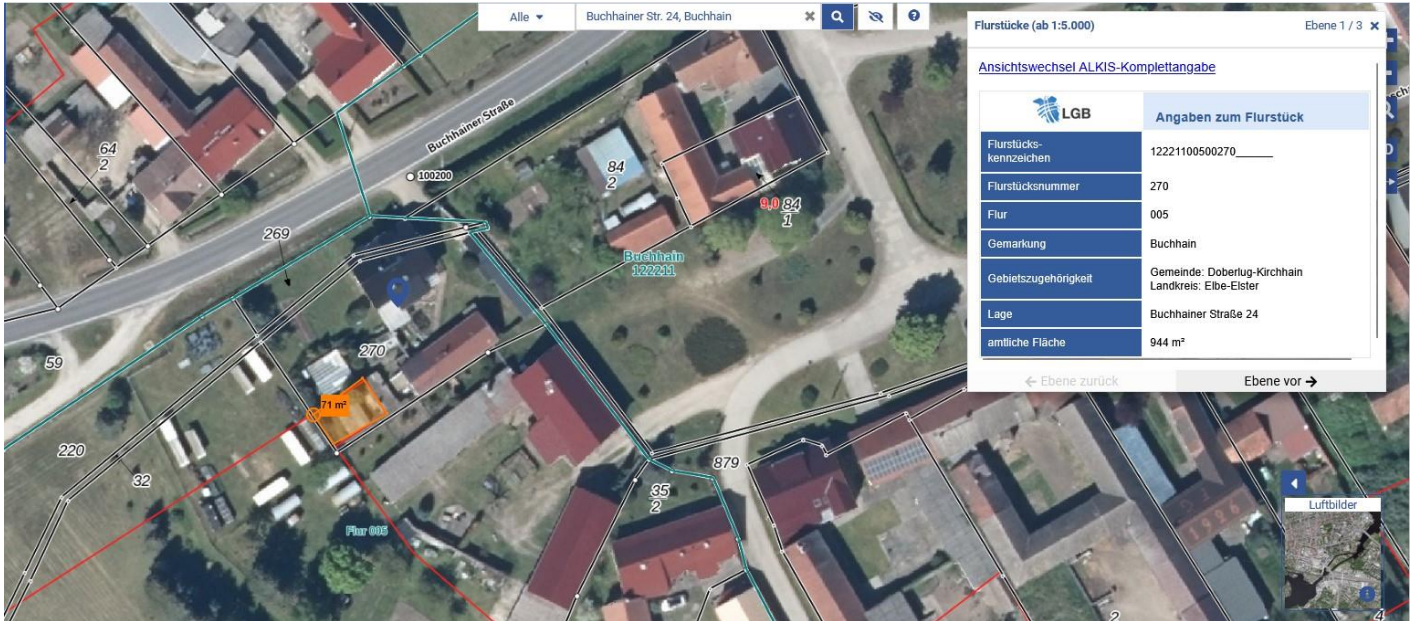 Alle
Buchhainer Str. 24, Buchhain
Flurstücke (ab 1:5.000)
Ebene 1 / 3
Ansichtswechsel ALKIS-Komplettangabe
LGB
Angaben zum Flurstück
Flurstücks-
kennzeichen
12221100500270______
Flurstücksnummer
270
Flur
005
Gemarkung
Buchhain
Gebietszugehörigkeit
Gemeinde: Doberlug-Kirchhain
Landkreis: Elbe-Elster
Lage
Buchhainer Straße 24
amtliche Fläche
944 m²
Ebene zurück
Ebene vor
Buchhainer Straße
64
2
100200
84
2
9,0
84
1
269
Buchhain
122211
59
270
71 m²
220
32
879
35
2
Flur 005
Luftbilder
1996
2
4